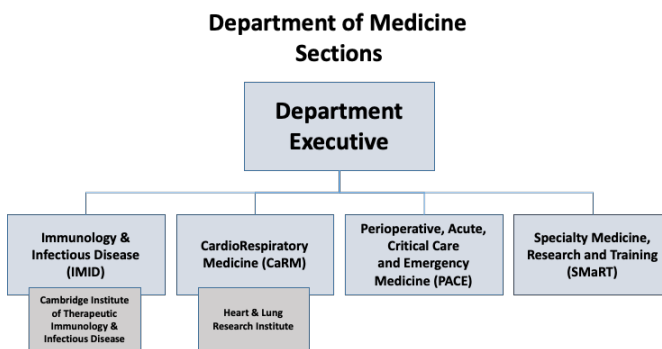 Department of Medicine
Sections
Department
Executive
Immunology &
Infectious Disease
(IMID)
CardioRespiratory
Medicine (CaRM)
Perioperative, Acute,
Critical Care
and Emergency
Medicine (PACE)
Specialty Medicine,
Research and Training
(SMaRT)
Cambridge Institute
of Therapeutic
Immunology &
Infectious Disease
Heart & Lung
Research Institute